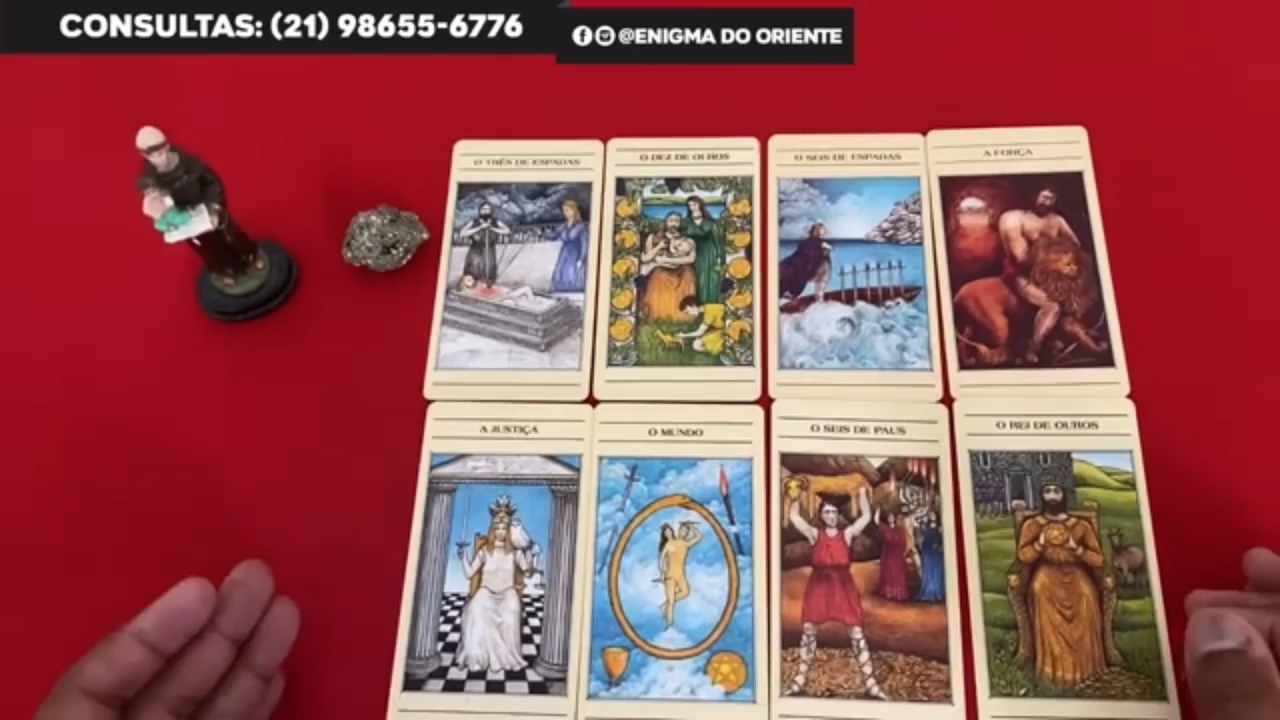 CONSULTAS: (21) 98655-6776
@ENIGMA DO ORIENTE
O TRÊS DE ESPADAS
O DEZ DE OUROS
O SEIS DE ESPADAS
A FORÇA
A JUSTIÇA
O MUNDO
O SEIS DE PAUS
O REI DE OUROS